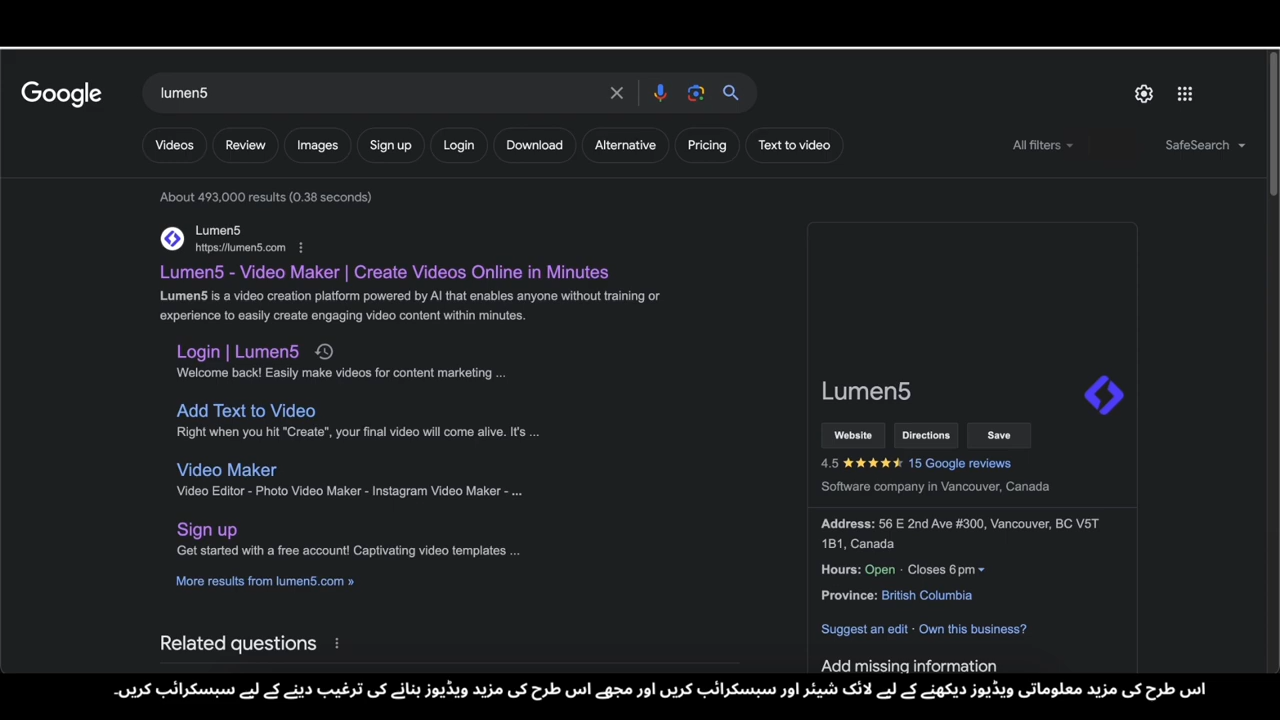 Google
lumen5
Videos Review Images Sign up Login Download Alternative Pricing Text to video
All filters SafeSearch
About 493,000 results (0.38 seconds)
Lumen5
https://lumen5.com
Lumen5 - Video Maker | Create Videos Online in Minutes
Lumen5 is a video creation platform powered by AI that enables anyone without training or
experience to easily create engaging video content within minutes.
Login | Lumen5
Welcome back! Easily make videos for content marketing ...
Add Text to Video
Right when you hit "Create", your final video will come alive. It's ...
Video Maker
Video Editor - Photo Video Maker - Instagram Video Maker - ...
Sign up
Get started with a free account! Captivating video templates ...
More results from lumen5.com »
Related questions
Lumen5
Website Directions Save
4.5 15 Google reviews
Software company in Vancouver, Canada
Address: 56 E 2nd Ave #300, Vancouver, BC V5T
1B1, Canada
Hours: Open · Closes 6 pm
Province: British Columbia
Suggest an edit · Own this business?
Add missing information
اس طرح کی مزید معلوماتی ویڈیوز دیکھنے کے لیے لائک شیئر اور سبسکرائب کریں اور مجھے اس طرح کی مزید ویڈیوز بنانے کی ترغیب دینے کے لیے سبسکرائب کریں۔